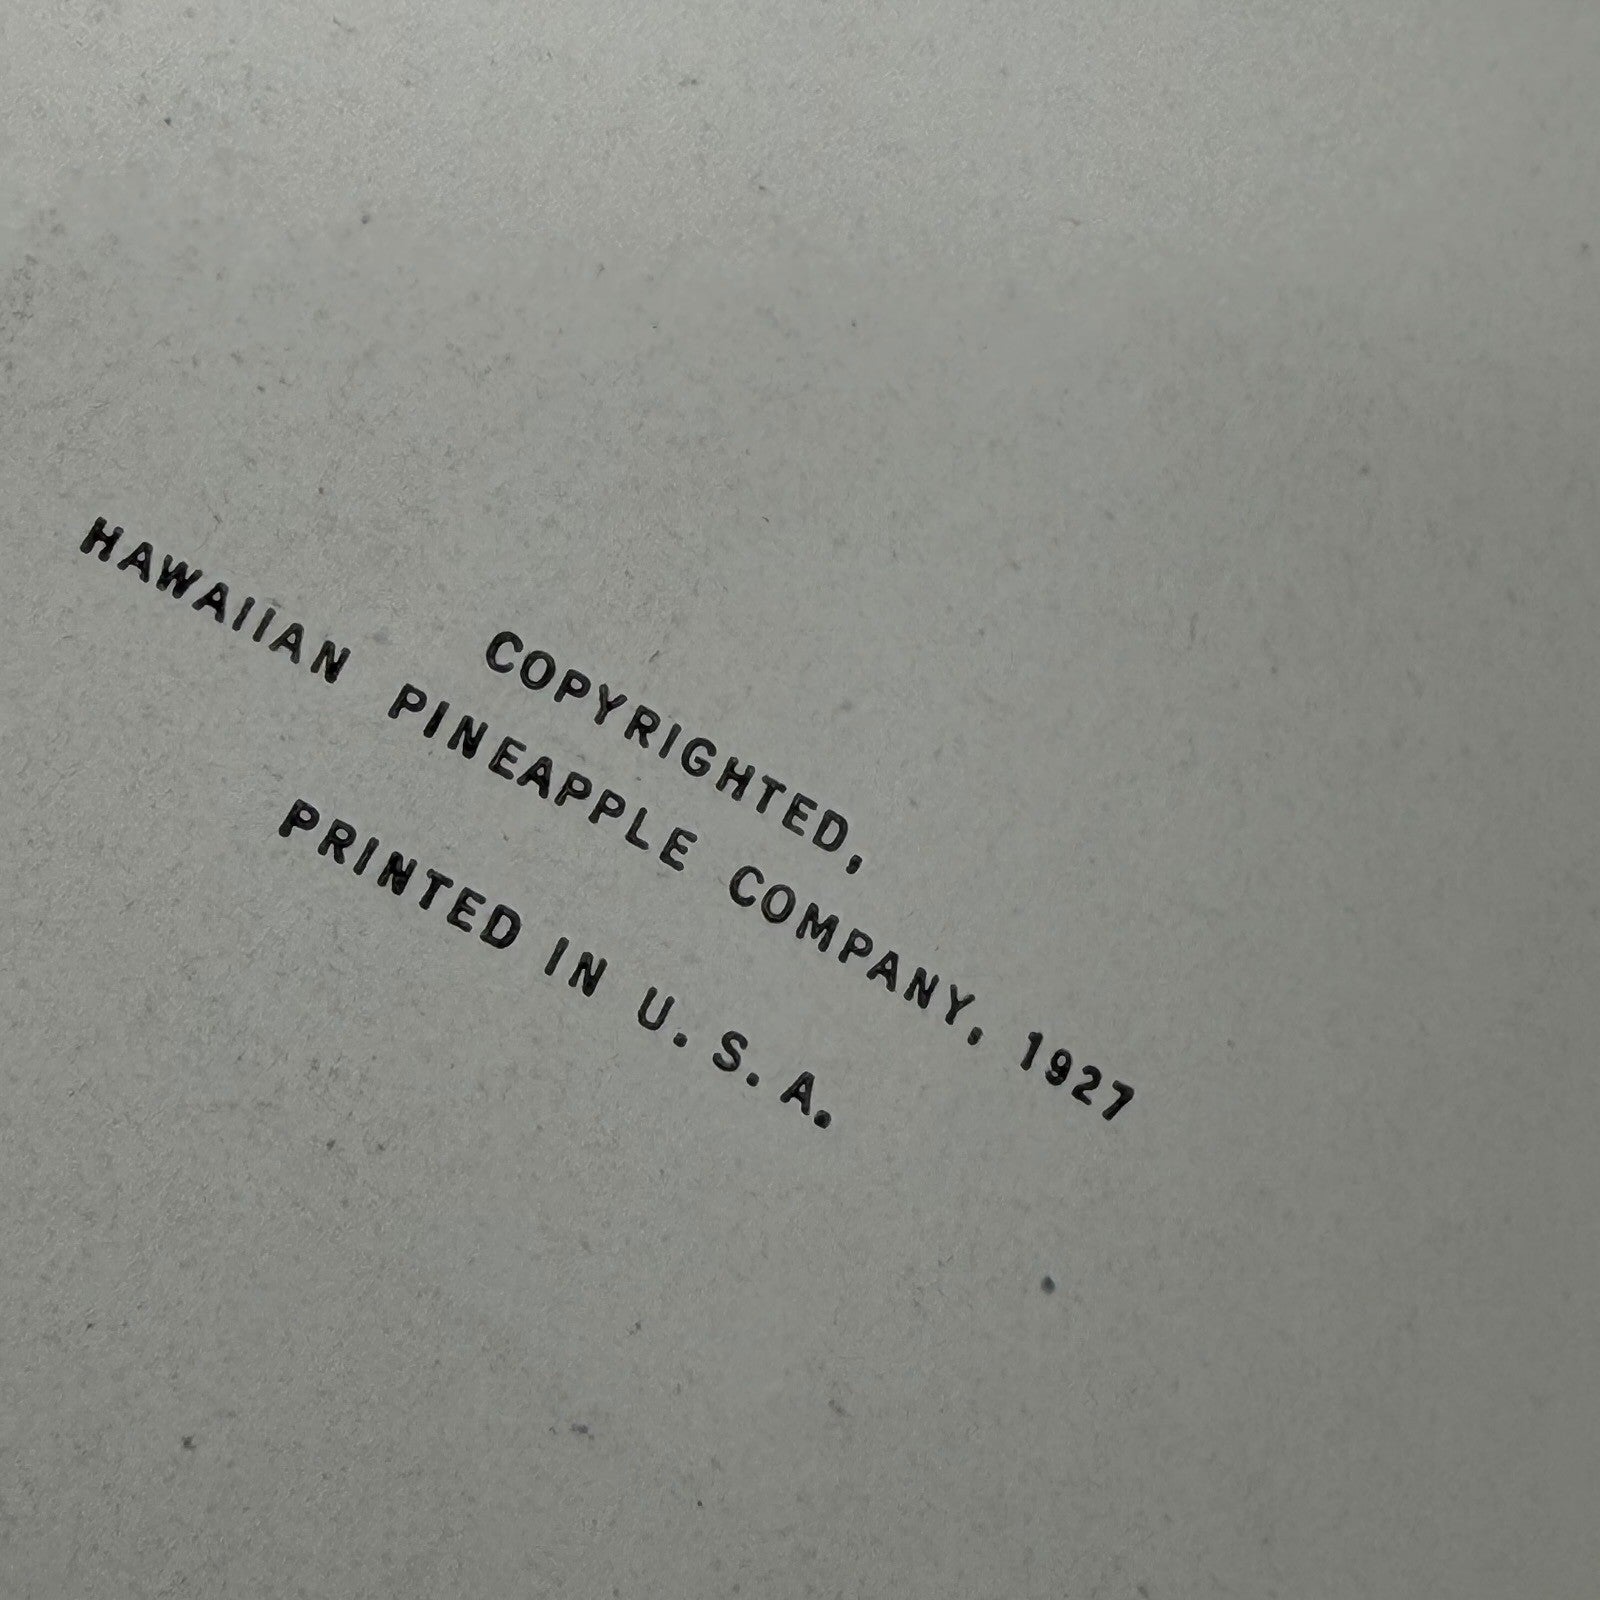 COPYRIGHTED,
HAWAIIAN PINEAPPLE COMPANY, 1927
PRINTED IN U. S. A.